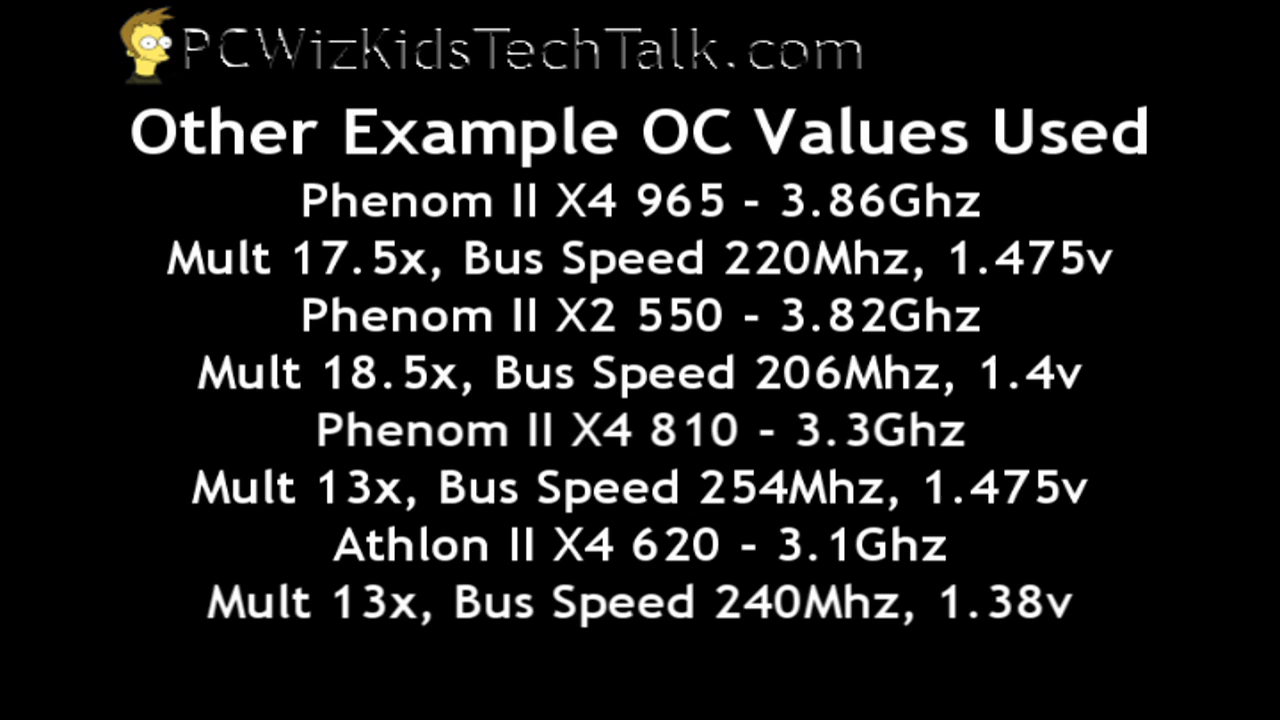 PCWizKidsTechTalk.com
Other Example OC Values Used
Phenom II X4 965 - 3.86Ghz
Mult 17.5x, Bus Speed 220Mhz, 1.475v
Phenom II X2 550 - 3.82Ghz
Mult 18.5x, Bus Speed 206Mhz, 1.4v
Phenom II X4 810 - 3.3Ghz
Mult 13x, Bus Speed 254Mhz, 1.475v
Athlon II X4 620 - 3.1Ghz
Mult 13x, Bus Speed 240Mhz, 1.38v